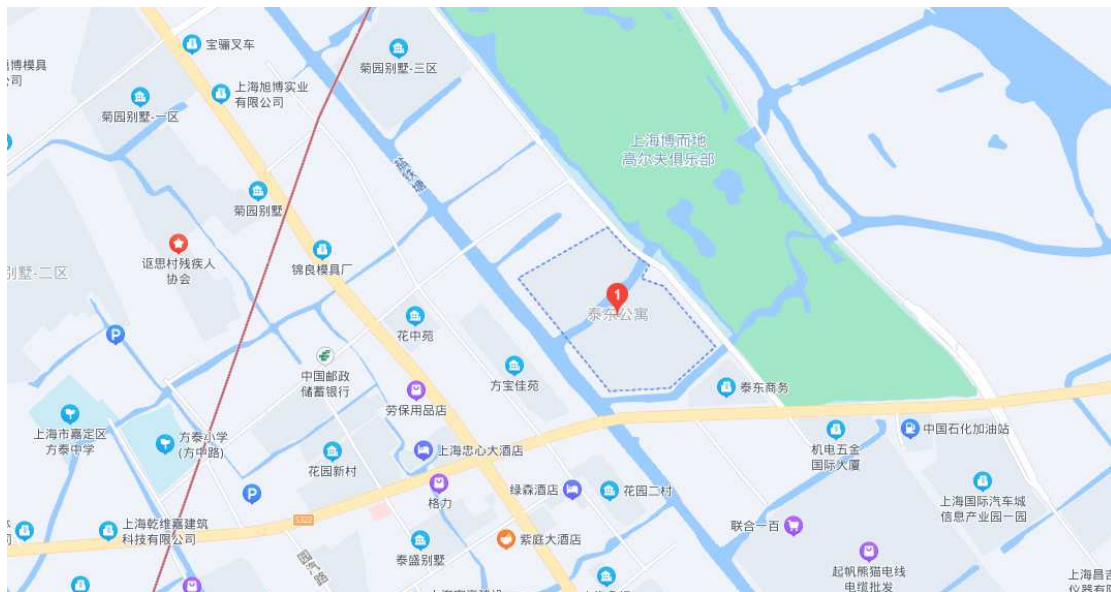 宝骊叉车
菊园别墅-三区
博模具
司
上海旭博实业
有限公司
菊园别墅-一区
上海博而地
高尔夫俱乐部
菊园别墅
讴思村残疾人
协会
锦良模具厂
别墅-二区
1
泰东公寓
P
花中苑
中国邮政
储蓄银行
方宝佳苑
劳保用品店
泰东商务
上海市嘉定区
方泰中学
方泰小学
(方中路)
花园新村
上海忠心大酒店
机电五金
国际大厦
中国石化加油站
P
格力
绿森酒店
花园二村
上海国际汽车城
信息产业园一园
S322
上海乾维嘉建筑
科技有限公司
联合一百
泰盛别墅
紫庭大酒店
起帆熊猫电线
电缆批发
上海昌吉
仪器有限